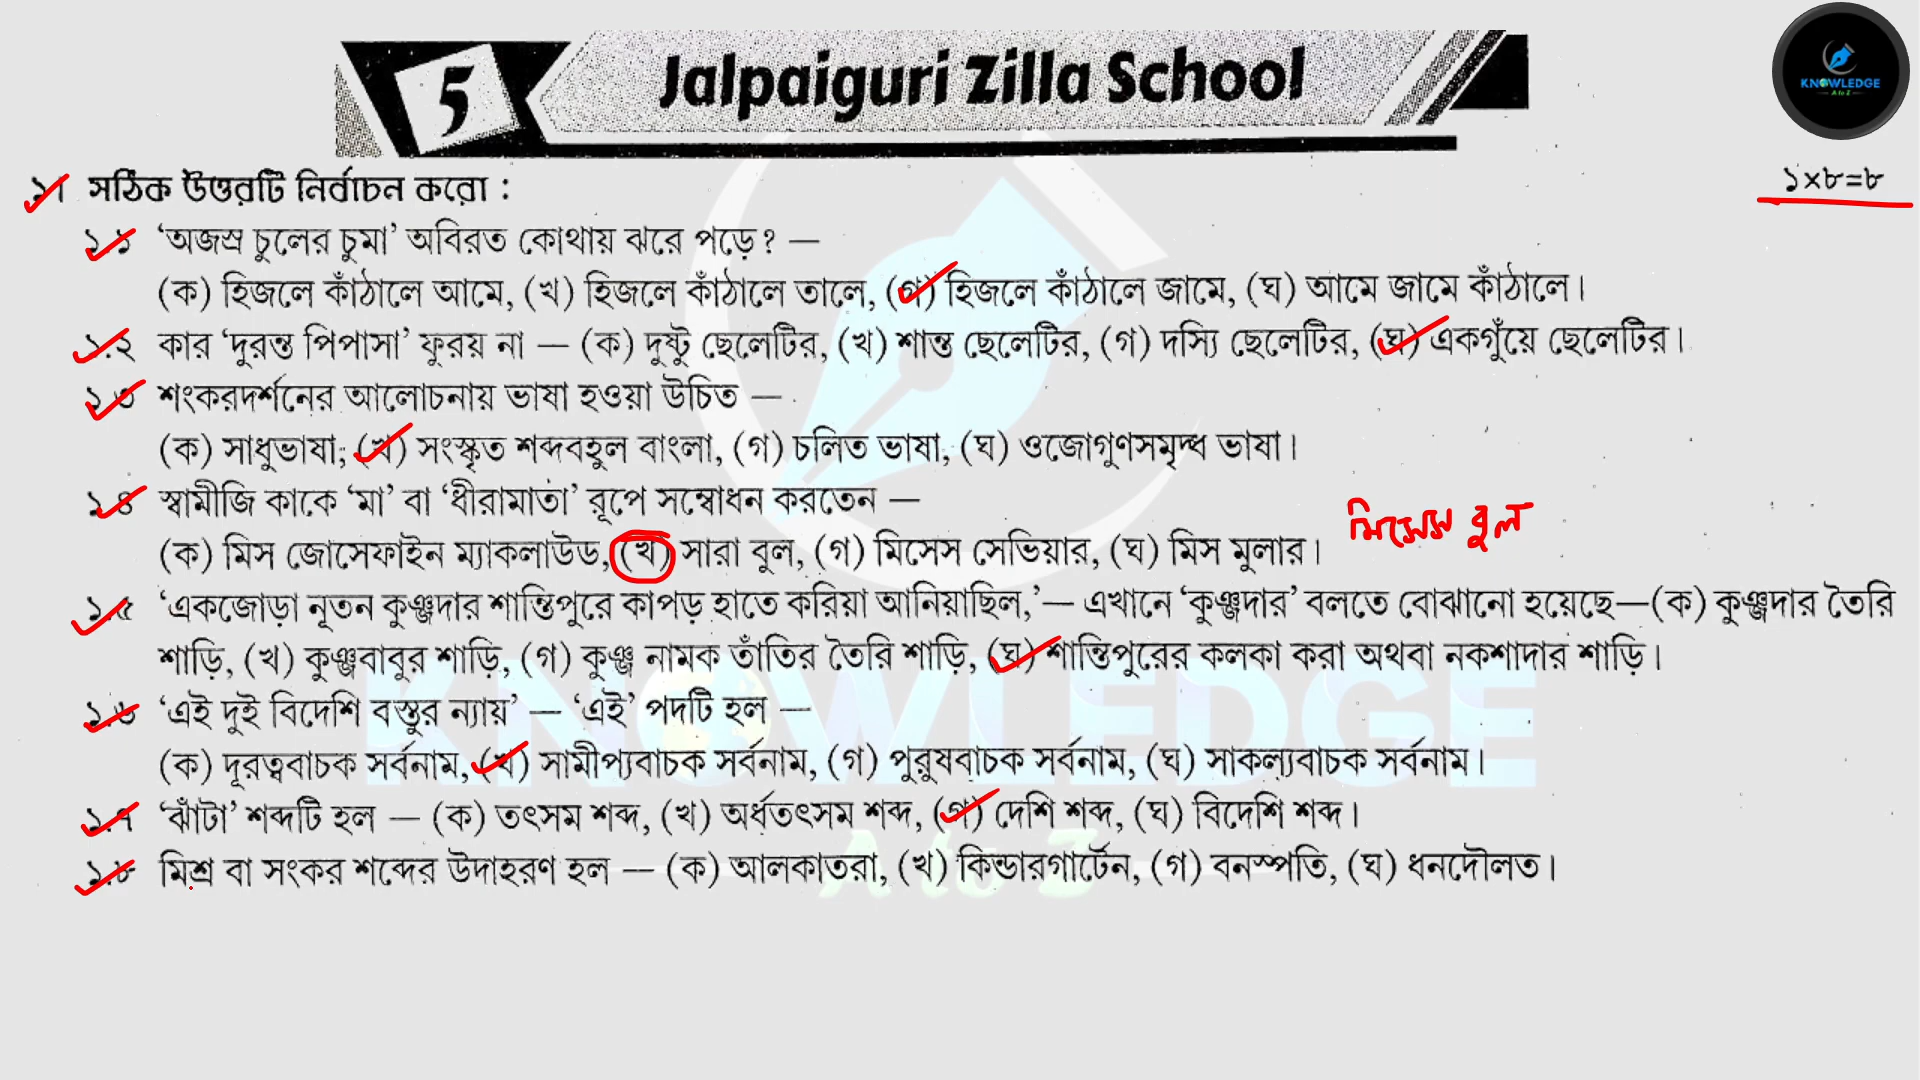 5 Jalpaiguri Zilla School
KNOWLEDGE
A to Z
১। সঠিক উত্তরটি নির্বাচন করো : ১×৮=৮
১.১ ‘অজস্র চুলের চুমা’ অবিরত কোথায় ঝরে পড়ে? —
(ক) হিজলে কাঁঠালে আমে, (খ) হিজলে কাঁঠালে তালে, (গ) হিজলে কাঁঠালে জামে, (ঘ) আমে জামে কাঁঠালে।
১.২ কার ‘দুরন্ত পিপাসা’ ফুরয় না — (ক) দুষ্টু ছেলেটির, (খ) শান্ত ছেলেটির, (গ) দস্যি ছেলেটির, (ঘ) একগুঁয়ে ছেলেটির।
১.৩ শংকরদর্শনের আলোচনায় ভাষা হওয়া উচিত —
(ক) সাধুভাষা, (খ) সংস্কৃত শব্দবহুল বাংলা, (গ) চলিত ভাষা, (ঘ) ওজোগুণসমৃদ্ধ ভাষা।
১.৪ স্বামীজি কাকে ‘মা’ বা ‘ধীরামাতা’ রূপে সম্বোধন করতেন —
মিসেস বুল
(ক) মিস জোসেফাইন ম্যাকলাউড, (খ) সারা বুল, (গ) মিসেস সেভিয়ার, (ঘ) মিস মুলার।
১.৫ ‘একজোড়া নূতন কুঞ্জদার শান্তিপুরে কাপড় হাতে করিয়া আনিয়াছিল,’— এখানে ‘কুঞ্জদার’ বলতে বোঝানো হয়েছে—(ক) কুঞ্জদার তৈরি
শাড়ি, (খ) কুঞ্জবাবুর শাড়ি, (গ) কুঞ্জ নামক তাঁতির তৈরি শাড়ি, (ঘ) শান্তিপুরের কলকা করা অথবা নকশাদার শাড়ি।
১.৬ ‘এই দুই বিদেশি বস্তুর ন্যায়’ — ‘এই’ পদটি হল —
(ক) দূরত্ববাচক সর্বনাম, (খ) সামীপ্যবাচক সর্বনাম, (গ) পুরুষবাচক সর্বনাম, (ঘ) সাকল্যবাচক সর্বনাম।
১.৭ ‘ঝাঁটা’ শব্দটি হল — (ক) তৎসম শব্দ, (খ) অর্ধতৎসম শব্দ, (গ) দেশি শব্দ, (ঘ) বিদেশি শব্দ।
১.৮ মিশ্র বা সংকর শব্দের উদাহরণ হল — (ক) আলকাতরা, (খ) কিন্ডারগার্টেন, (গ) বনস্পতি, (ঘ) ধনদৌলত।
KNOWLEDGE
A to Z